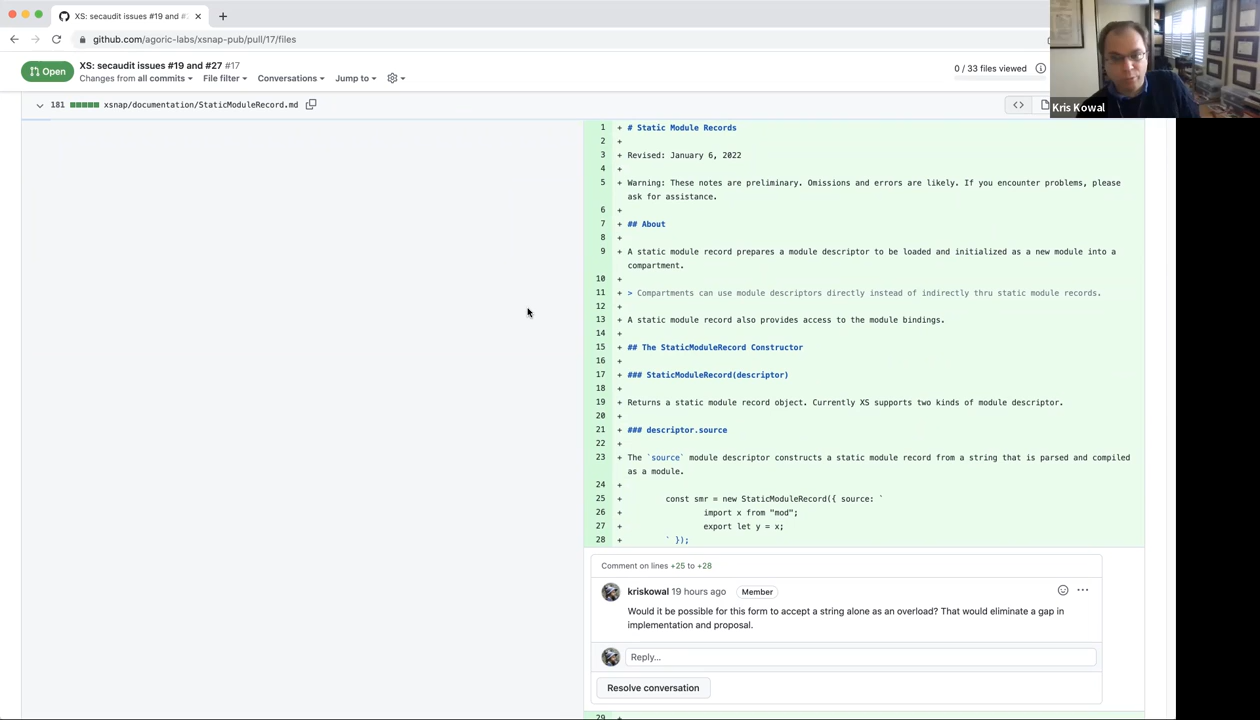 XS: secaudit issues #19 and #2
github.com/agoric-labs/xsnap-pub/pull/17/files
Open
XS: secaudit issues #19 and #27 #17
Changes from all commits
File filter
Conversations
Jump to
0 / 33 files viewed
Kris Kowal
181
xsnap/documentation/StaticModuleRecord.md
1 + # Static Module Records
2 +
3 + Revised: January 6, 2022
4 +
5 + Warning: These notes are preliminary. Omissions and errors are likely. If you encounter problems, please
ask for assistance.
6 +
7 + ## About
8 +
9 + A static module record prepares a module descriptor to be loaded and initialized as a new module into a
compartment.
10 +
11 + > Compartments can use module descriptors directly instead of indirectly thru static module records.
12 +
13 + A static module record also provides access to the module bindings.
14 +
15 + ## The StaticModuleRecord Constructor
16 +
17 + ### StaticModuleRecord(descriptor)
18 +
19 + Returns a static module record object. Currently XS supports two kinds of module descriptor.
20 +
21 + ### descriptor.source
22 +
23 + The `source` module descriptor constructs a static module record from a string that is parsed and compiled
as a module.
24 +
25 + const smr = new StaticModuleRecord({ source: `
26 + import x from "mod";
27 + export let y = x;
28 + ` });
Comment on lines +25 to +28
kriskowal 19 hours ago Member
Would it be possible for this form to accept a string alone as an overload? That would eliminate a gap in
implementation and proposal.
Reply...
Resolve conversation
29 +